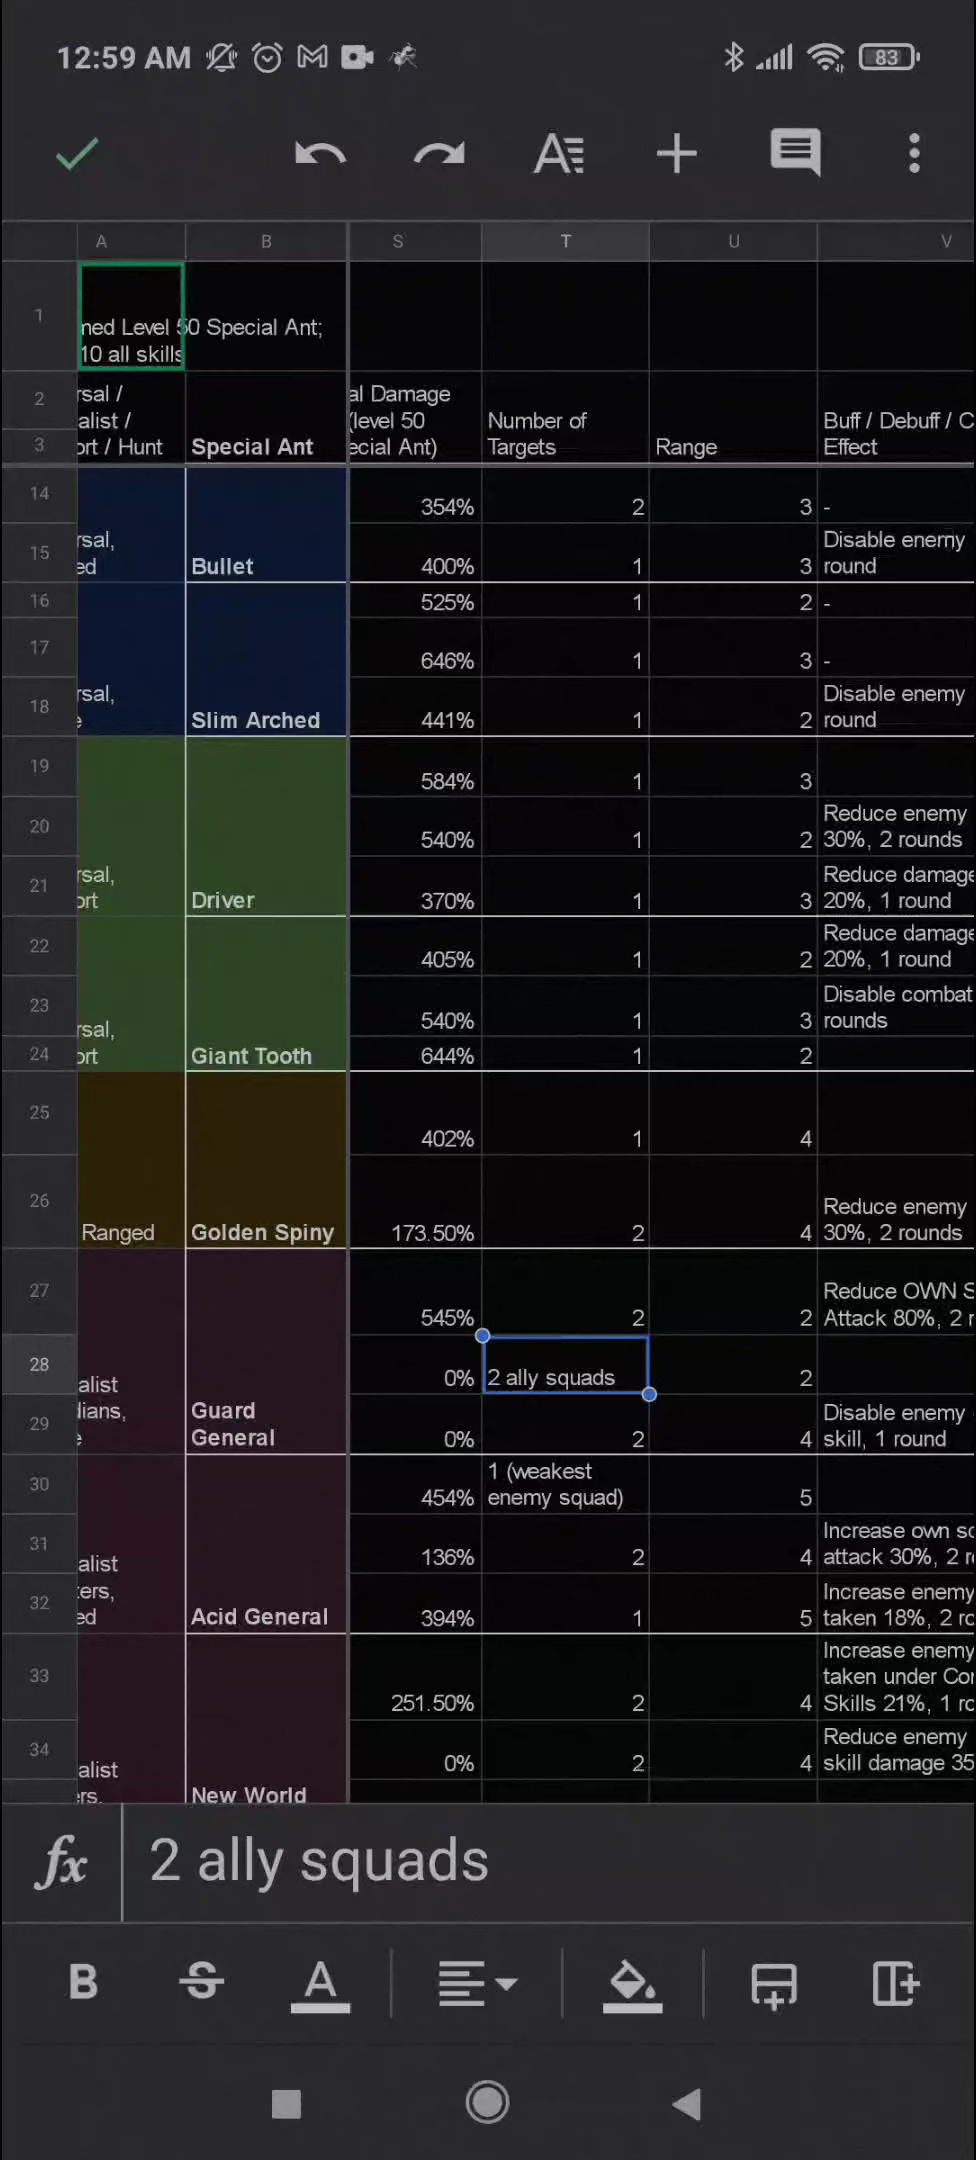 12:59 AM
83
A B S T U V
1
ned Level 50 Special Ant;
10 all skills
2
3
rsal /
alist /
ort / Hunt
Special Ant
al Damage
(level 50
ecial Ant)
Number of
Targets
Range
Buff / Debuff / C
Effect
14 354% 2 3 -
15
rsal,
ed
Bullet
400% 1 3
Disable enemy
round
16 525% 1 2 -
17 646% 1 3 -
18
rsal,
e
Slim Arched
441% 1 2
Disable enemy
round
19 584% 1 3
20 540% 1 2
Reduce enemy
30%, 2 rounds
21
rsal,
ort
Driver
370% 1 3
Reduce damage
20%, 1 round
22 405% 1 2
Reduce damage
20%, 1 round
23 540% 1 3
Disable combat
rounds
24
rsal,
ort
Giant Tooth
644% 1 2
25 402% 1 4
26
Ranged
Golden Spiny
173.50% 2 4
Reduce enemy
30%, 2 rounds
27 545% 2 2
Reduce OWN S
Attack 80%, 2 r
28 0% 2 ally squads 2
29
alist
lians,
e
Guard
General
0% 2 4
Disable enemy
skill, 1 round
30 454%
1 (weakest
enemy squad)
5
31 136% 2 4
Increase own sq
attack 30%, 2 r
32
alist
ters,
ed
Acid General
394% 1 5
Increase enemy
taken 18%, 2 ro
33 251.50% 2 4
Increase enemy
taken under Cor
Skills 21%, 1 ro
34 0% 2 4
Reduce enemy
skill damage 35
alist
ers,
New World
fx 2 ally squads
B S A